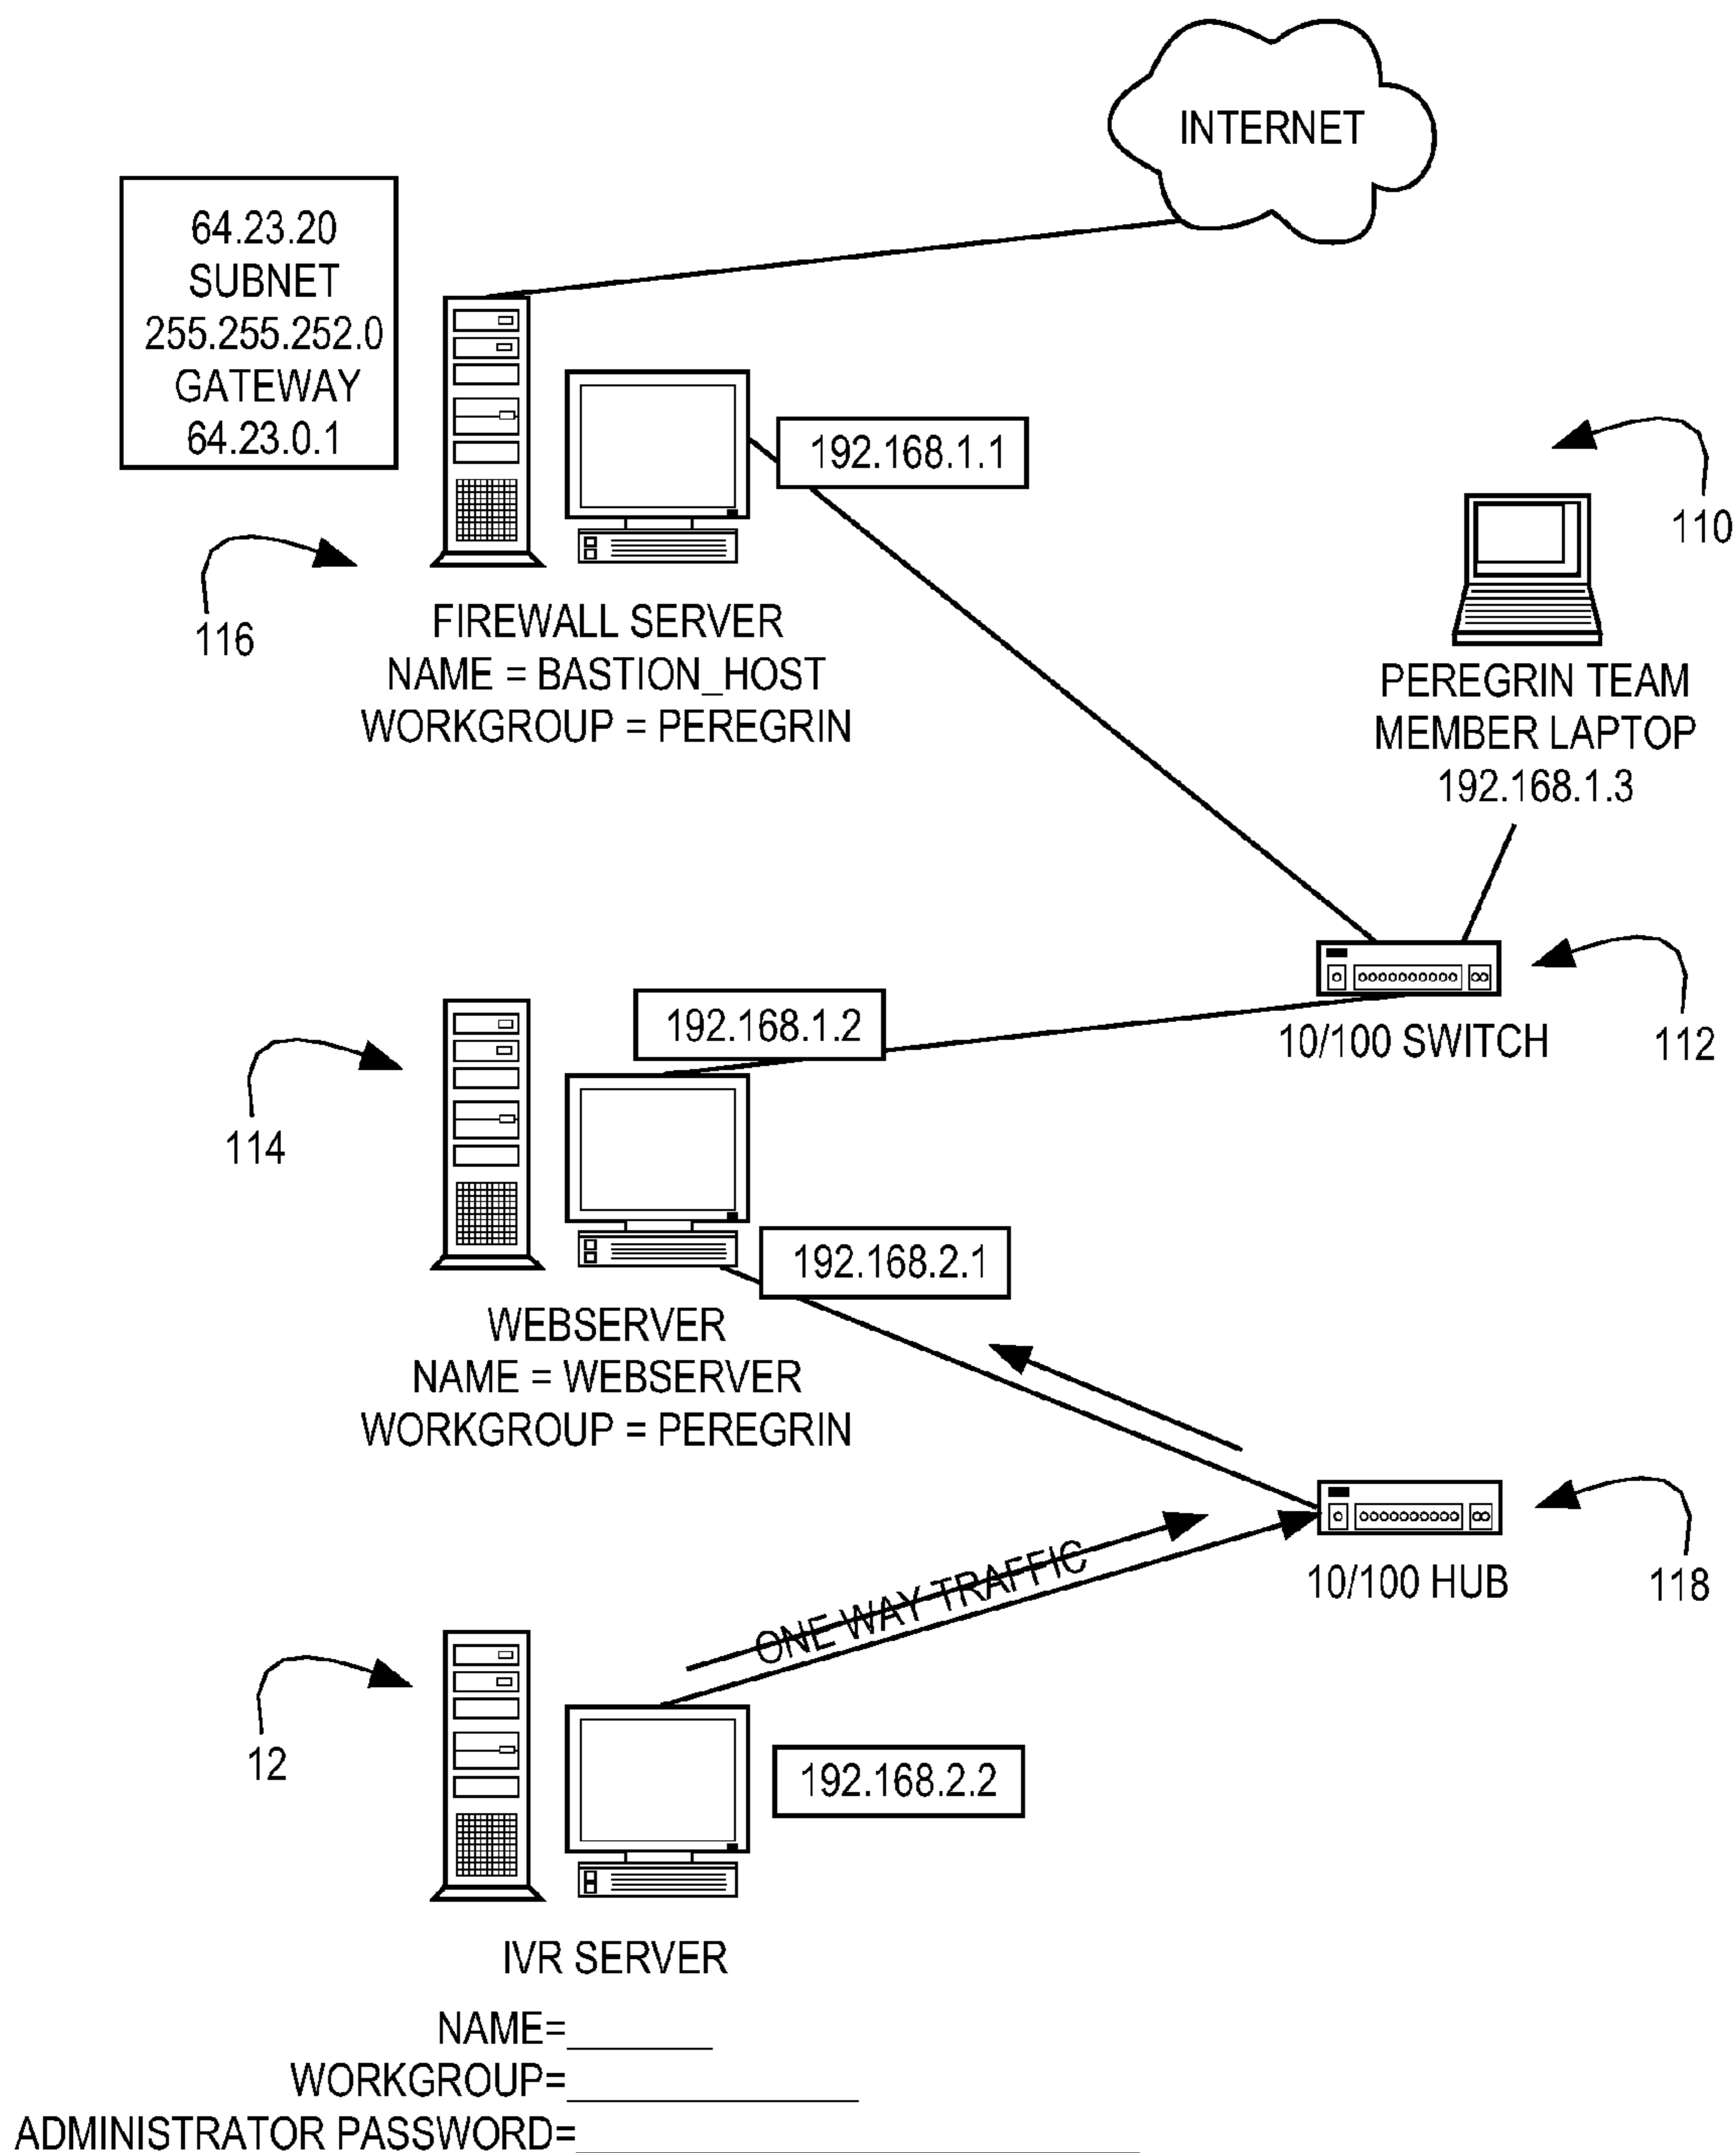 INTERNET
64.23.20
SUBNET
255.255.252.0
GATEWAY
64.23.0.1
192.168.1.1
110
116
FIREWALL SERVER
NAME = BASTION_HOST
WORKGROUP = PEREGRIN
PEREGRIN TEAM
MEMBER LAPTOP
192.168.1.3
192.168.1.2
10/100 SWITCH
112
114
192.168.2.1
WEBSERVER
NAME = WEBSERVER
WORKGROUP = PEREGRIN
ONE WAY TRAFFIC
10/100 HUB
118
12
192.168.2.2
IVR SERVER
NAME=_______
WORKGROUP=______________
ADMINISTRATOR PASSWORD=___________________________